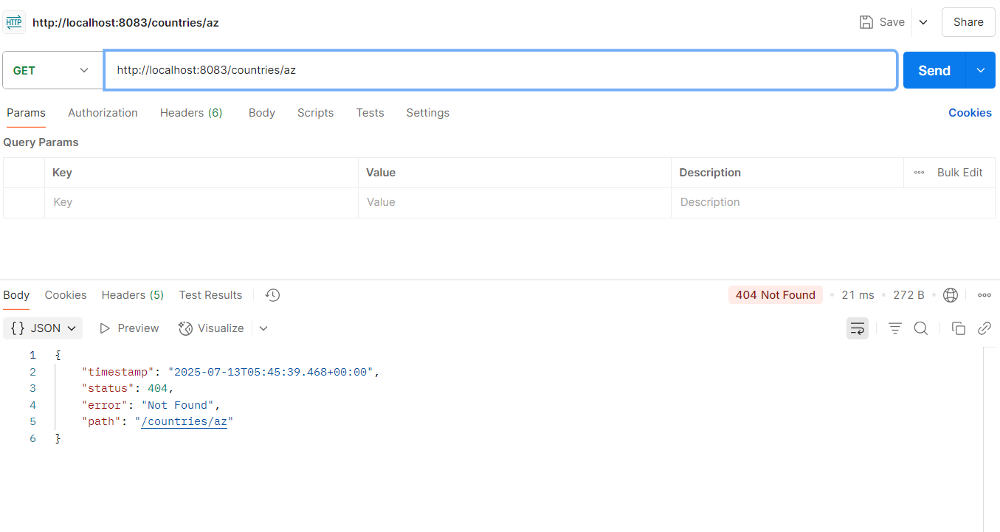 HTTP http://localhost:8083/countries/az Save Share
GET http://localhost:8083/countries/az Send
Params Authorization Headers (6) Body Scripts Tests Settings Cookies
Query Params
Key Value Description Bulk Edit
Key Value Description
Body Cookies Headers (5) Test Results 404 Not Found • 21 ms • 272 B •
{} JSON Preview Visualize
1 {
2 "timestamp": "2025-07-13T05:45:39.468+00:00",
3 "status": 404,
4 "error": "Not Found",
5 "path": "/countries/az"
6 }